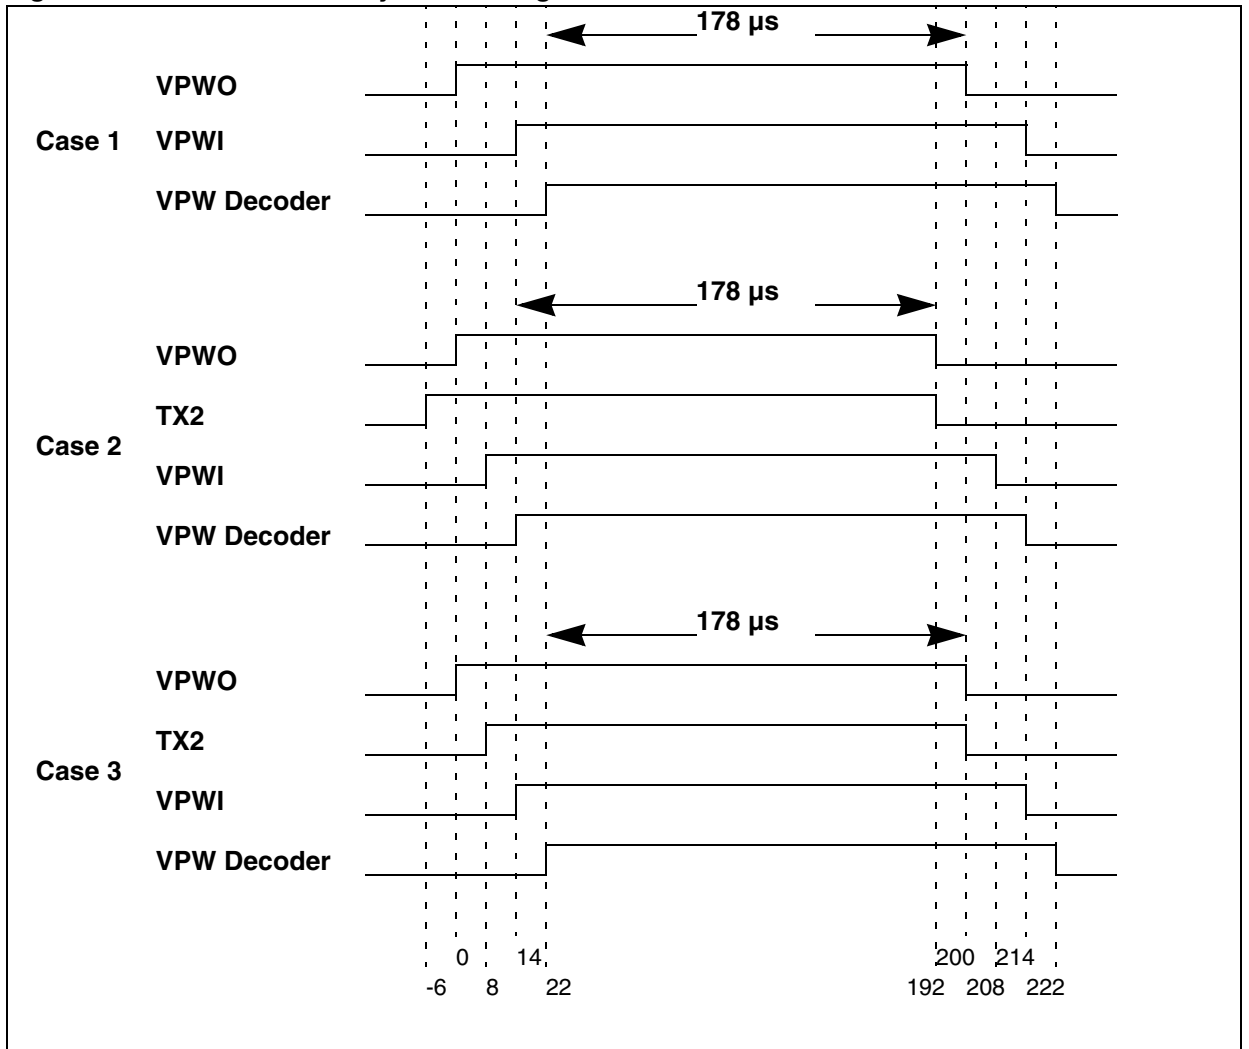 178 µs
VPWO
Case 1 VPWI
VPW Decoder
178 µs
VPWO
TX2
Case 2
VPWI
VPW Decoder
178 µs
VPWO
TX2
Case 3
VPWI
VPW Decoder
0 14 200 214
-6 8 22 192 208 222